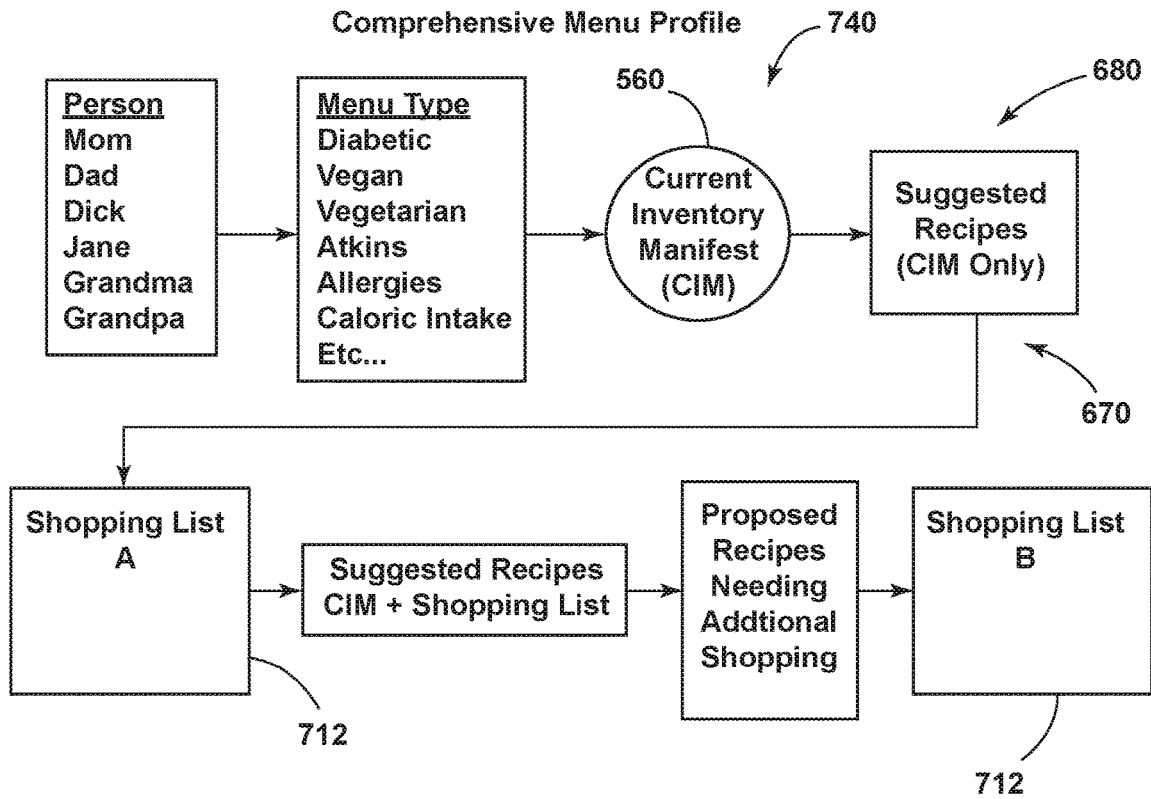 Comprehensive Menu Profile
740
560
680
Person
Mom
Dad
Dick
Jane
Grandma
Grandpa
Menu Type
Diabetic
Vegan
Vegetarian
Atkins
Allergies
Caloric Intake
Etc...
Current
Inventory
Manifest
(CIM)
Suggested
Recipes
(CIM Only)
670
Shopping List
A
712
Suggested Recipes
CIM + Shopping List
Proposed
Recipes
Needing
Addtional
Shopping
Shopping List
B
712